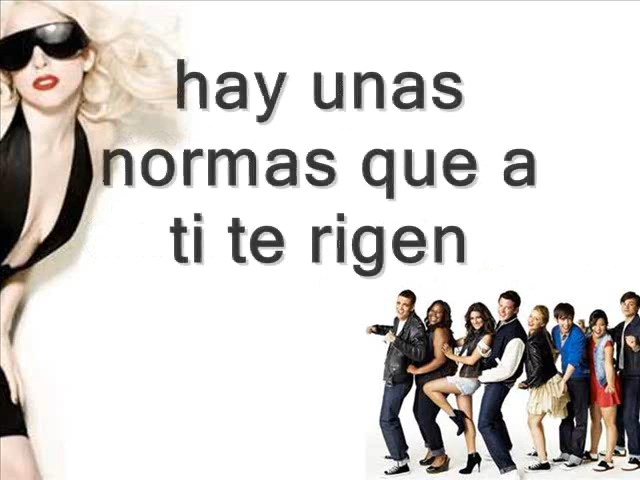 hay unas
normas que a
ti te rigen